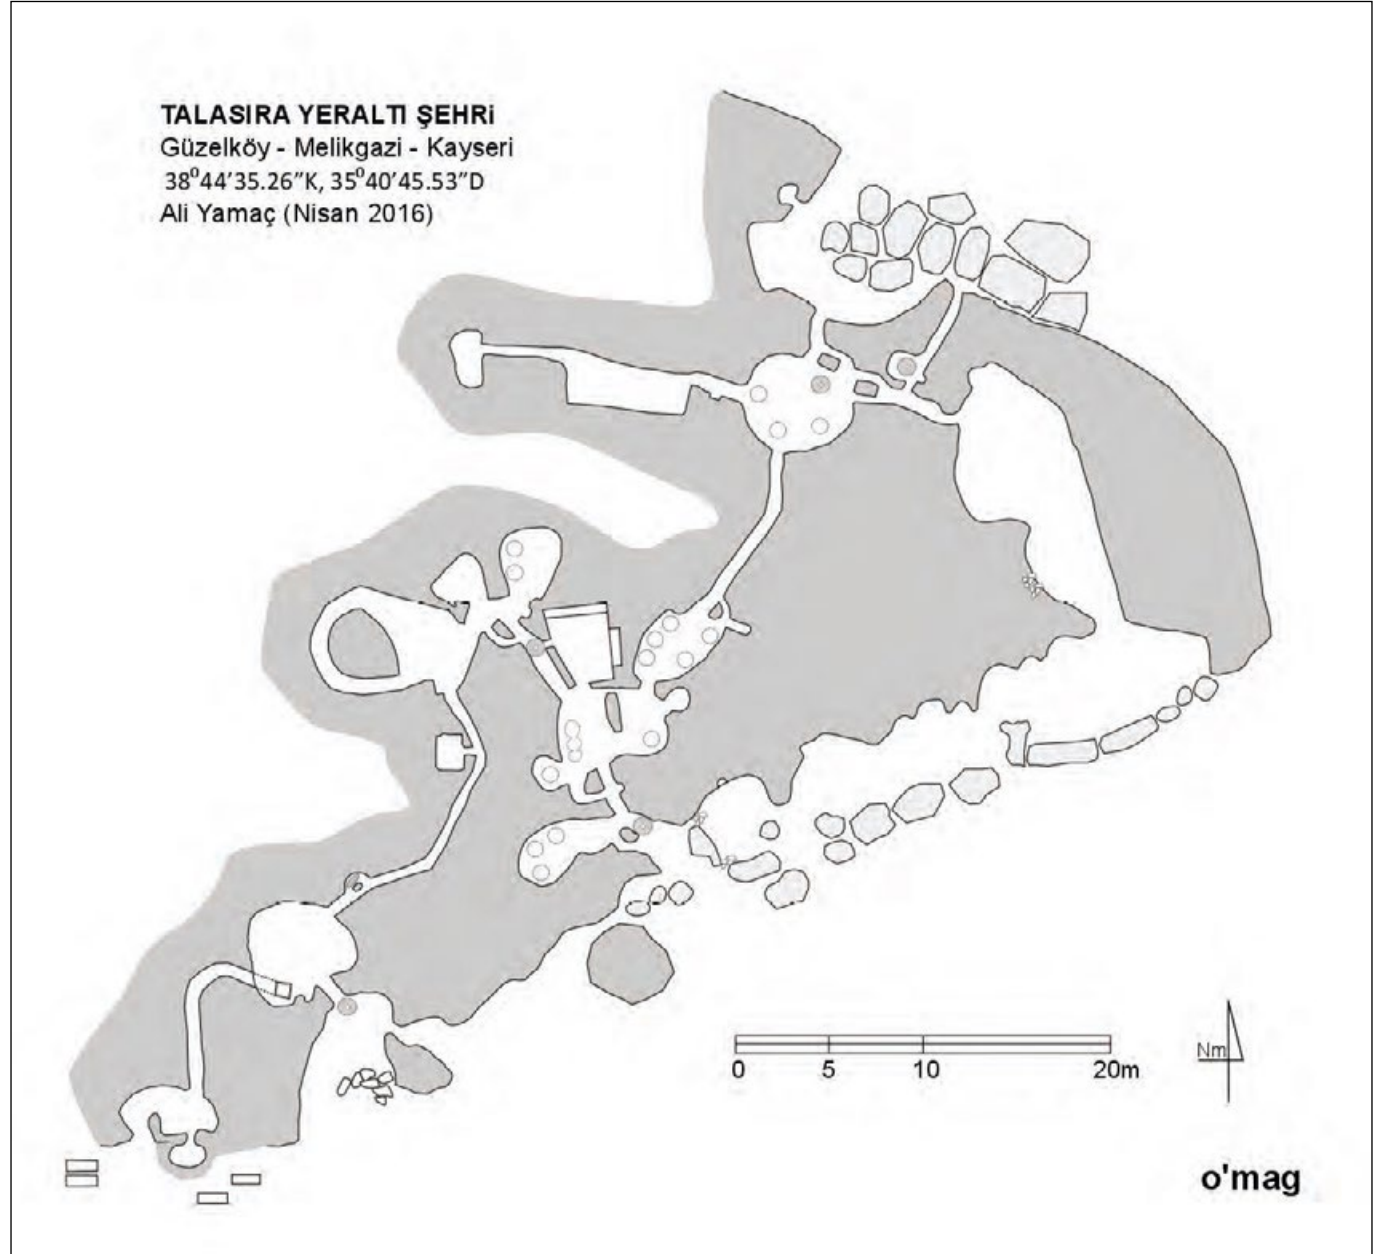 TALASIRA YERALTI ŞEHRİ
Güzelköy - Melikgazi - Kayseri
38⁰44’35.26”K, 35⁰40’45.53”D
Ali Yamaç (Nisan 2016)
0 5 10 20m
Nm
o'mag